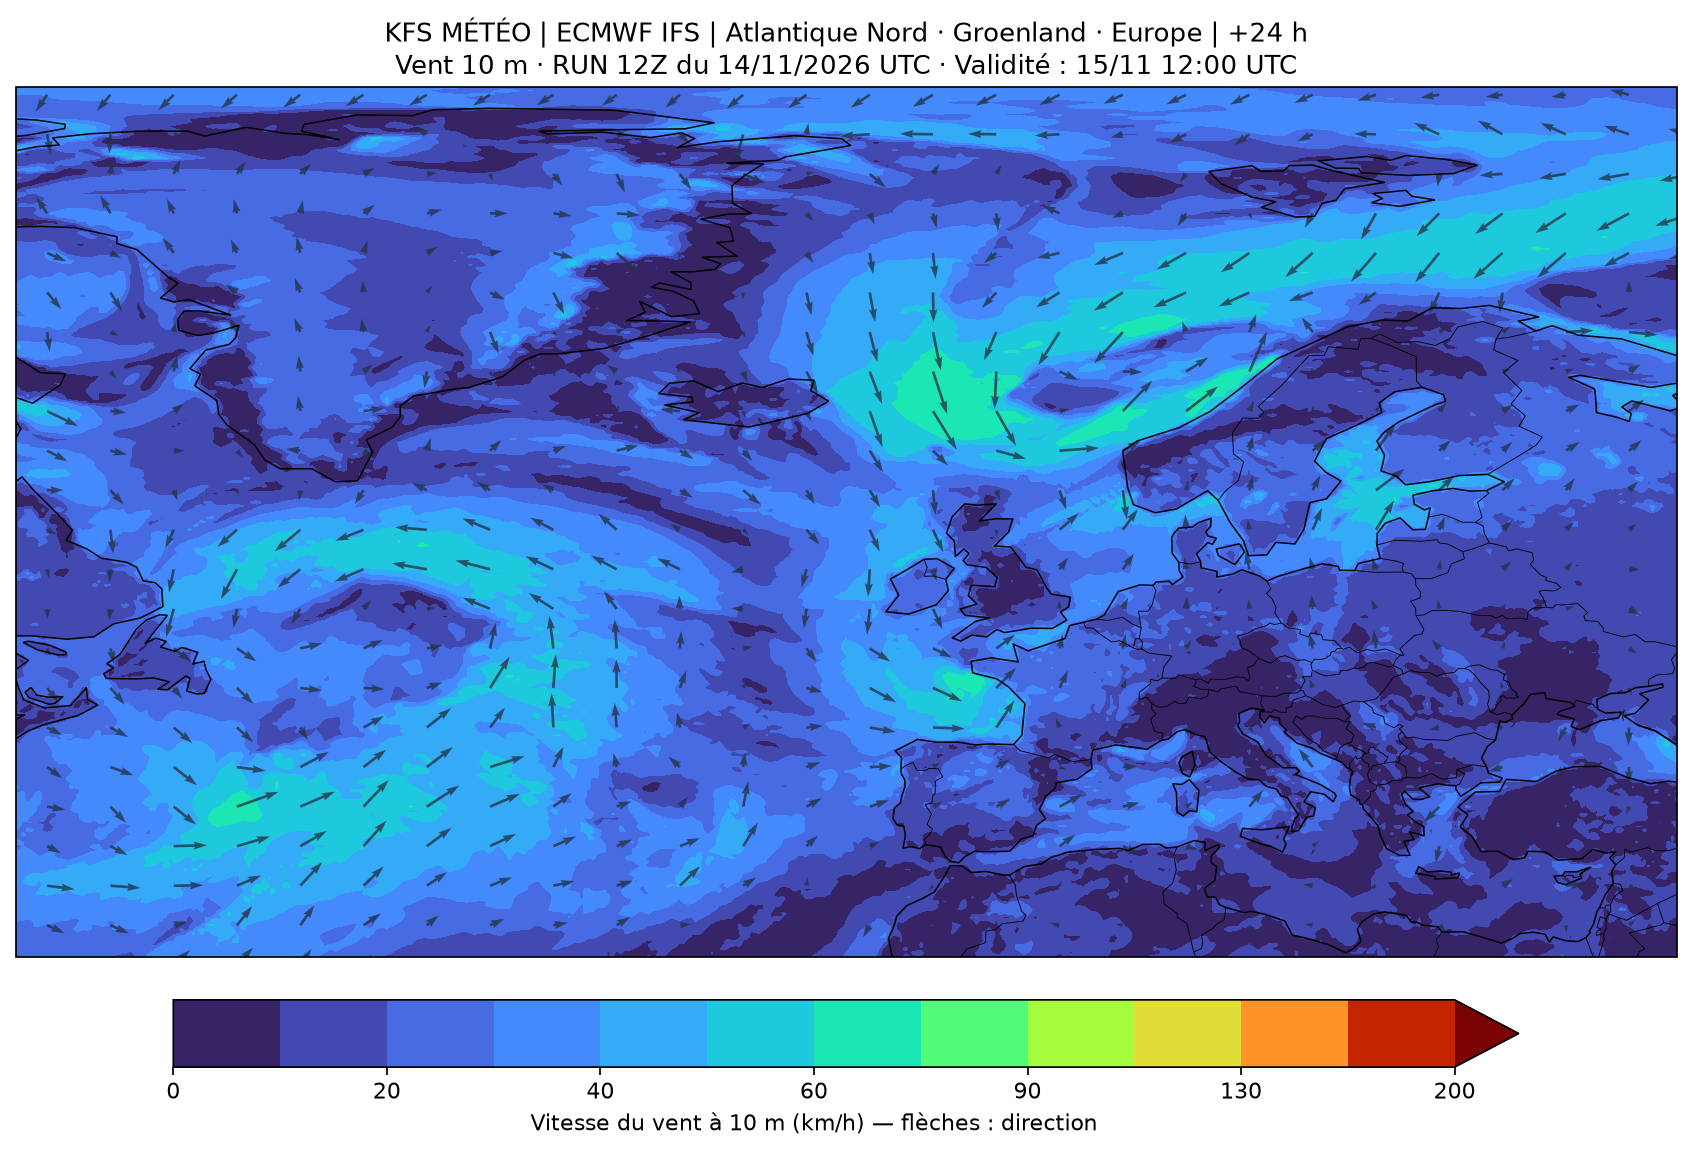 KFS MÉTÉO | ECMWF IFS | Atlantique Nord · Groenland · Europe | +24 h
Vent 10 m · RUN 12Z du 14/11/2026 UTC · Validité : 15/11 12:00 UTC
0 20 40 60 90 130 200
Vitesse du vent à 10 m (km/h) — flèches : direction